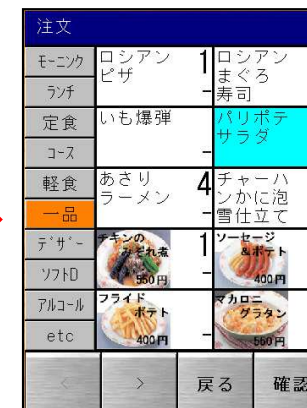 注文
モーニンク
ランチ
定食
コース
軽食
一品
デザー
ソフトD
アルコール
etc
ロシアン
ピザ
1
-
ロシアン
まぐろ
寿司
いも爆弾
-
パリポテ
サラダ
あさり
ラーメン
4
-
チャーハ
ンかに泡
雪仕立て
チキンの
みぞれ煮
550円
1
-
ソーセージ
&ポテト
400円
フライド
ポテト
400円
-
マカロニ
グラタン
560円
<
>
戻る
確認